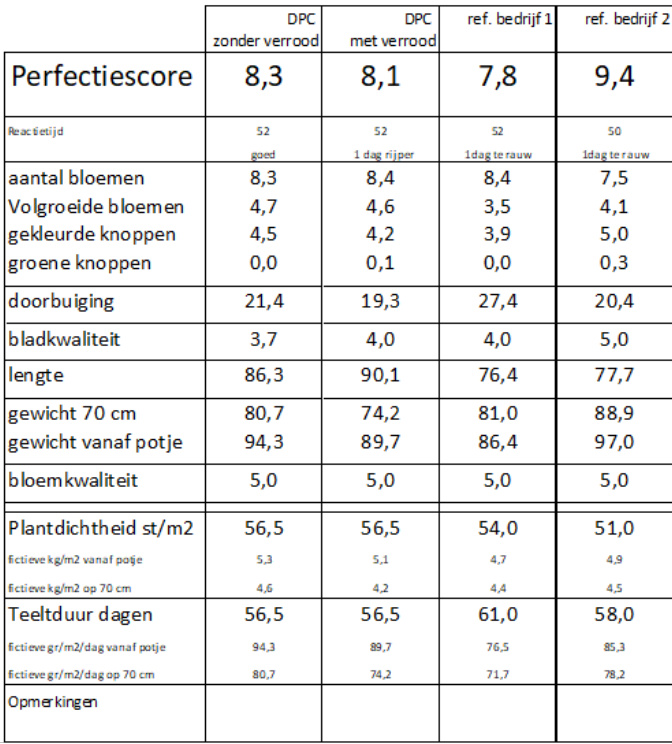 DPC DPC ref. bedrijf 1 ref. bedrijf 2
zonder verrood met verrood
Perfectiescore 8,3 8,1 7,8 9,4
Reactietijd 52 52 52 50
goed 1 dag rijper 1dag te rauw 1dag te rauw
aantal bloemen 8,3 8,4 8,4 7,5
Volgroeide bloemen 4,7 4,6 3,5 4,1
gekleurde knoppen 4,5 4,2 3,9 5,0
groene knoppen 0,0 0,1 0,0 0,3
doorbuiging 21,4 19,3 27,4 20,4
bladkwaliteit 3,7 4,0 4,0 5,0
lengte 86,3 90,1 76,4 77,7
gewicht 70 cm 80,7 74,2 81,0 88,9
gewicht vanaf potje 94,3 89,7 86,4 97,0
bloemkwaliteit 5,0 5,0 5,0 5,0
Plantdichtheid st/m2 56,5 56,5 54,0 51,0
fictieve kg/m2 vanaf potje 5,3 5,1 4,7 4,9
fictieve kg/m2 op 70 cm 4,6 4,2 4,4 4,5
Teeltduur dagen 56,5 56,5 61,0 58,0
fictieve gr/m2/dag vanaf potje 94,3 89,7 76,5 85,3
fictieve gr/m2/dag op 70 cm 80,7 74,2 71,7 78,2
Opmerkingen